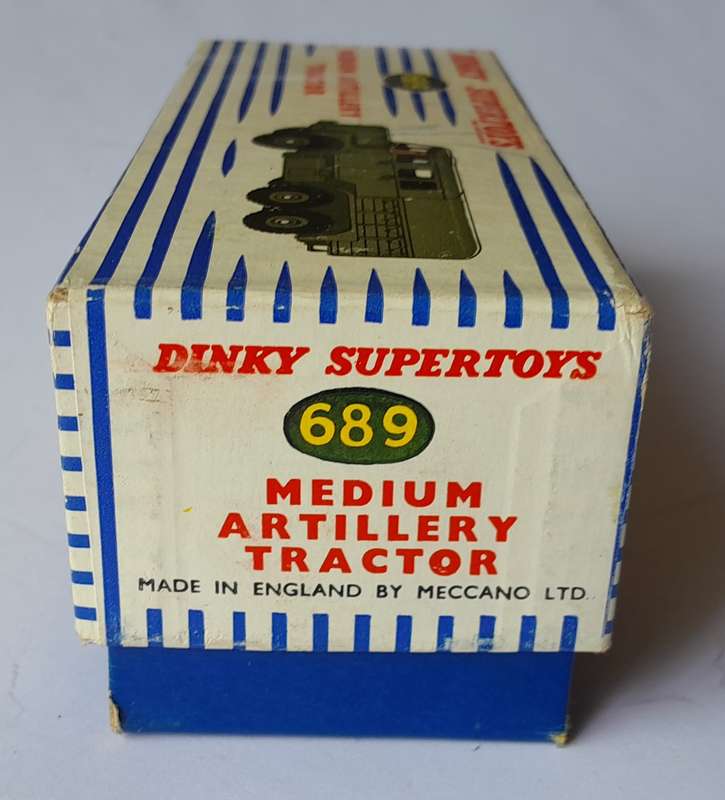 DINKY SUPERTOYS
689
MEDIUM
ARTILLERY
TRACTOR
MADE IN ENGLAND BY MECCANO LTD.